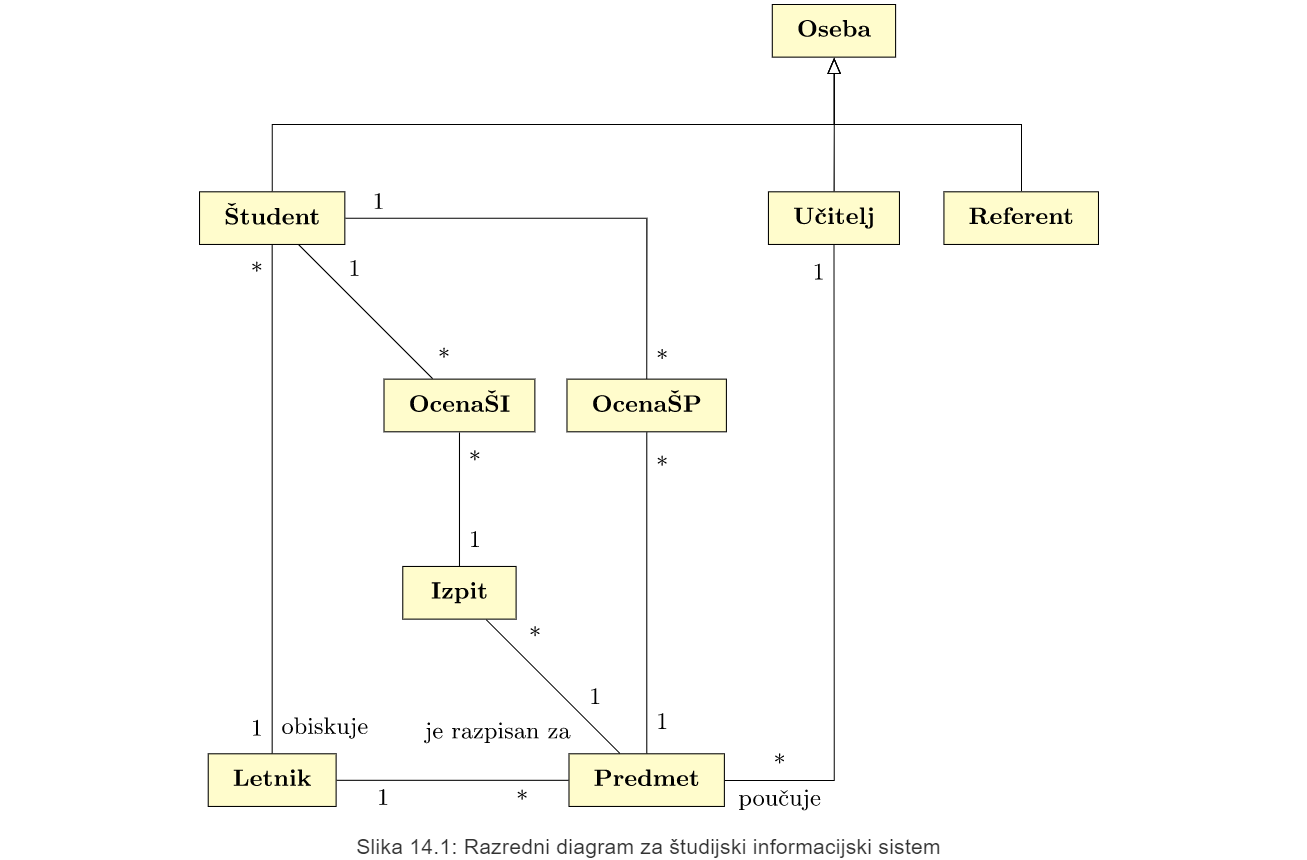 Oseba
Študent
Učitelj
Referent
1
*
1
1
*
*
OcenaŠI
OcenaŠP
*
*
1
Izpit
*
1
1
1
obiskuje
je razpisan za
*
Letnik
Predmet
1
*
poučuje
Slika 14.1: Razredni diagram za študijski informacijski sistem